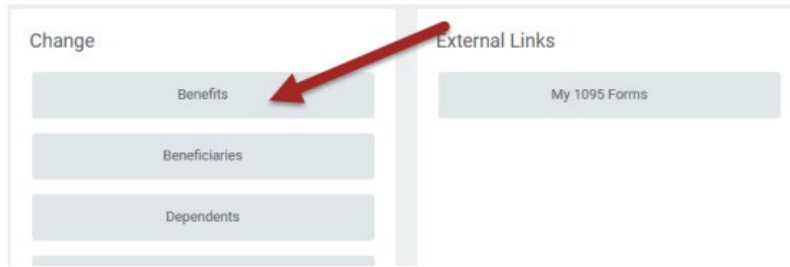 Change
Benefits
Beneficiaries
Dependents
External Links
My 1095 Forms